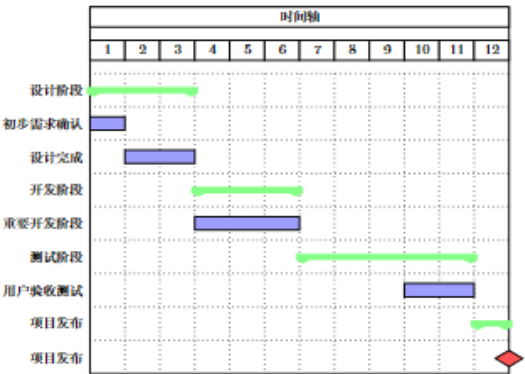 时间轴
1 2 3 4 5 6 7 8 9 10 11 12
设计阶段
初步需求确认
设计完成
开发阶段
重要开发阶段
测试阶段
用户验收测试
项目发布
项目发布